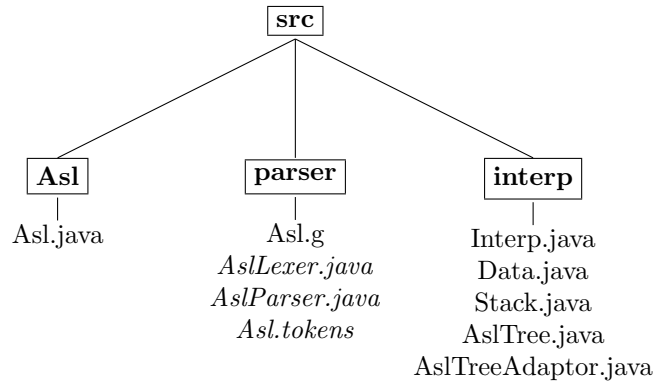 src
Asl
parser
interp
Asl.java
Asl.g
AslLexer.java
AslParser.java
Asl.tokens
Interp.java
Data.java
Stack.java
AslTree.java
AslTreeAdaptor.java